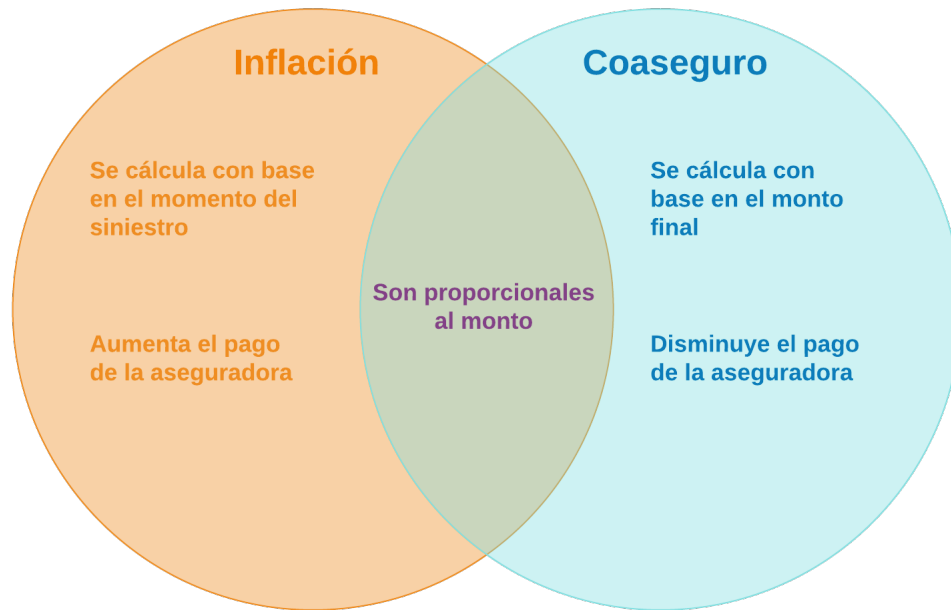 Inflación
Coaseguro
Se cálcula con base
en el momento del
siniestro
Se cálcula con
base en el monto
final
Son proporcionales
al monto
Aumenta el pago
de la aseguradora
Disminuye el pago
de la aseguradora